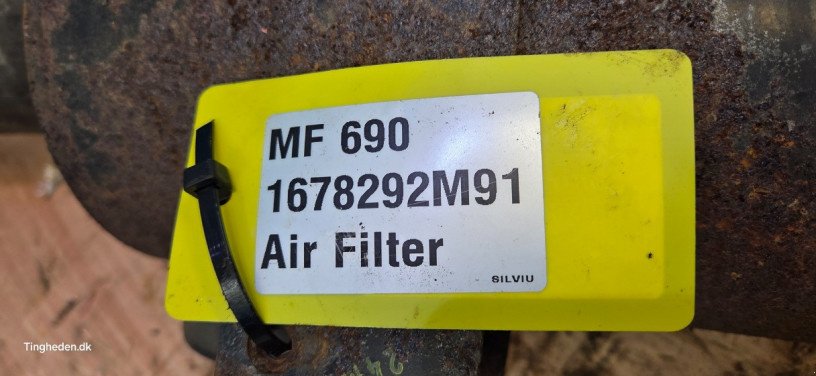 MF 690
1678292M91
Air Filter
SILVIU
Tingheden.dk